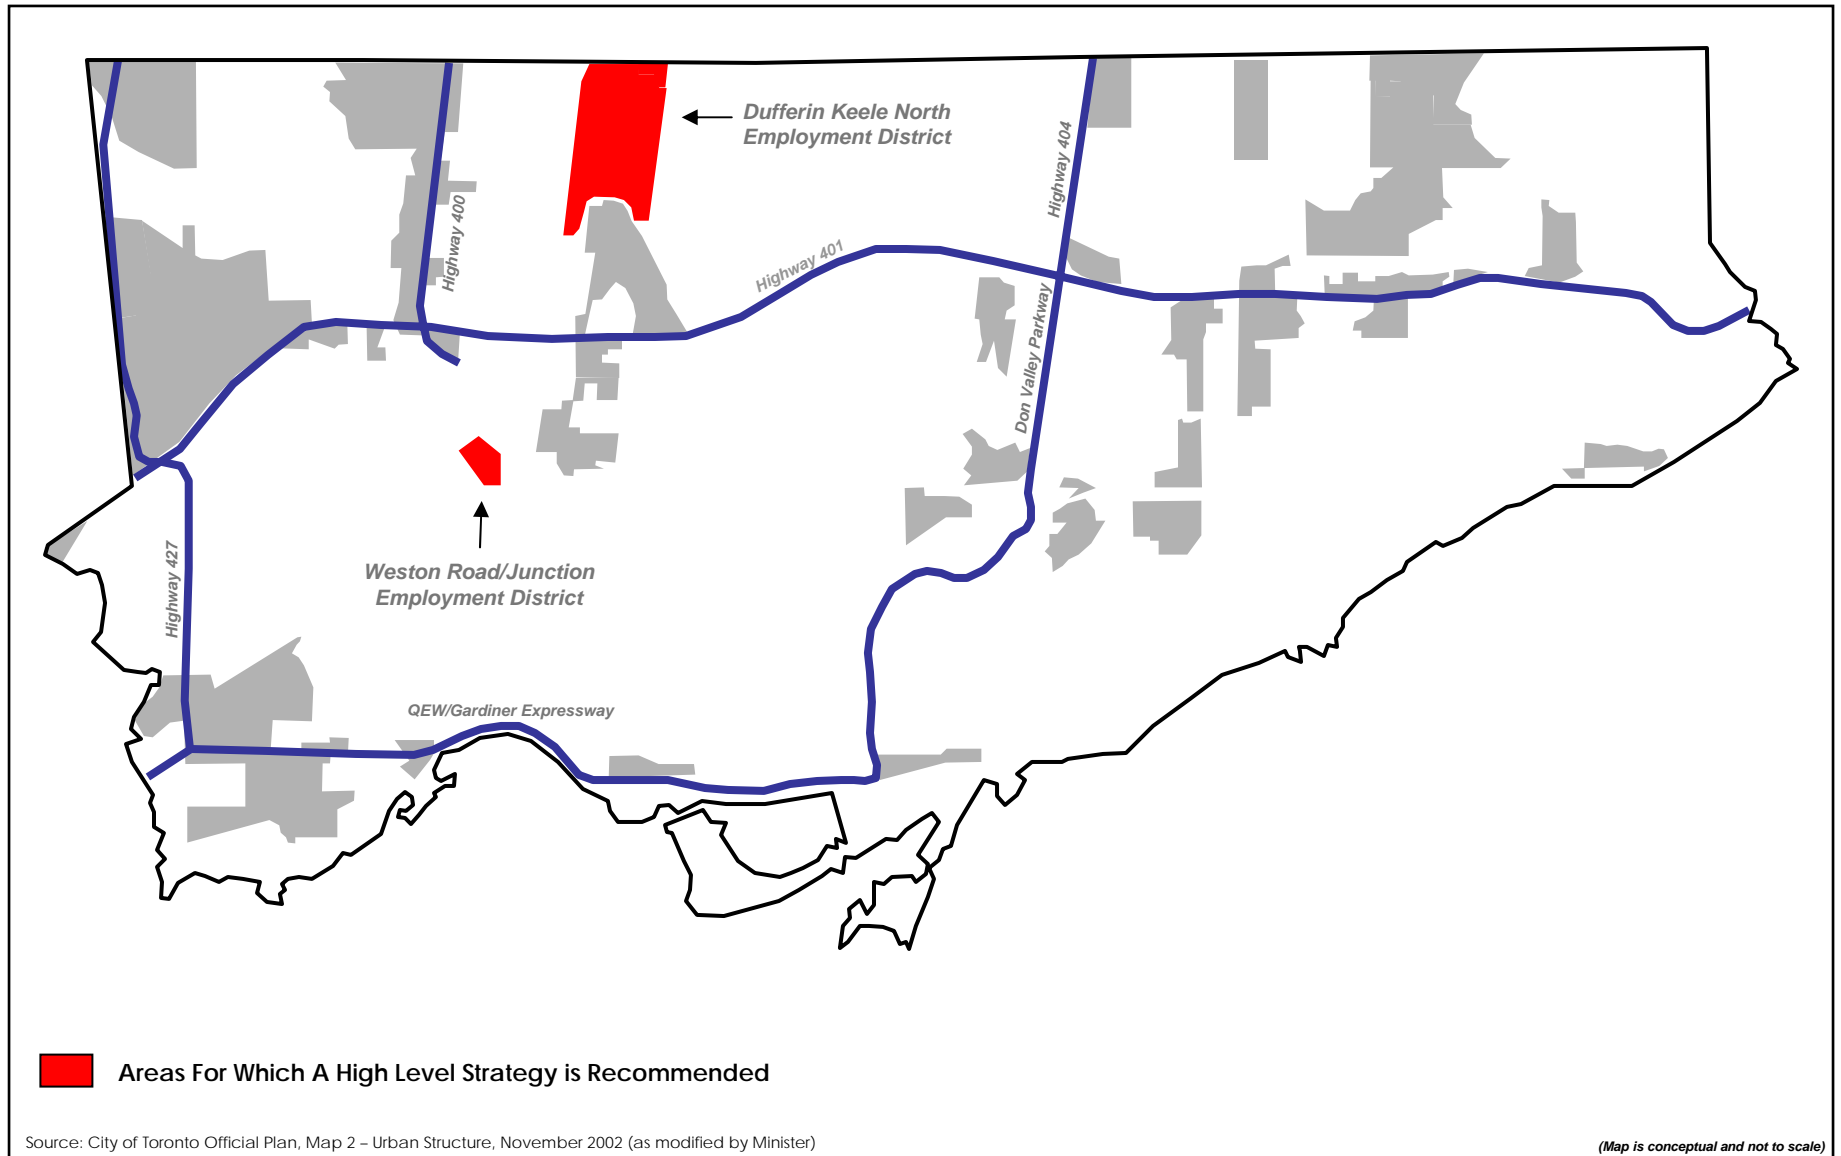 Dufferin Keele North
Employment District
Highway 404
Highway 400
Highway 401
Don Valley Parkway
Weston Road/Junction
Employment District
Highway 427
QEW/Gardiner Expressway
Areas For Which A High Level Strategy is Recommended
Source: City of Toronto Official Plan, Map 2 – Urban Structure, November 2002 (as modified by Minister)
(Map is conceptual and not to scale)